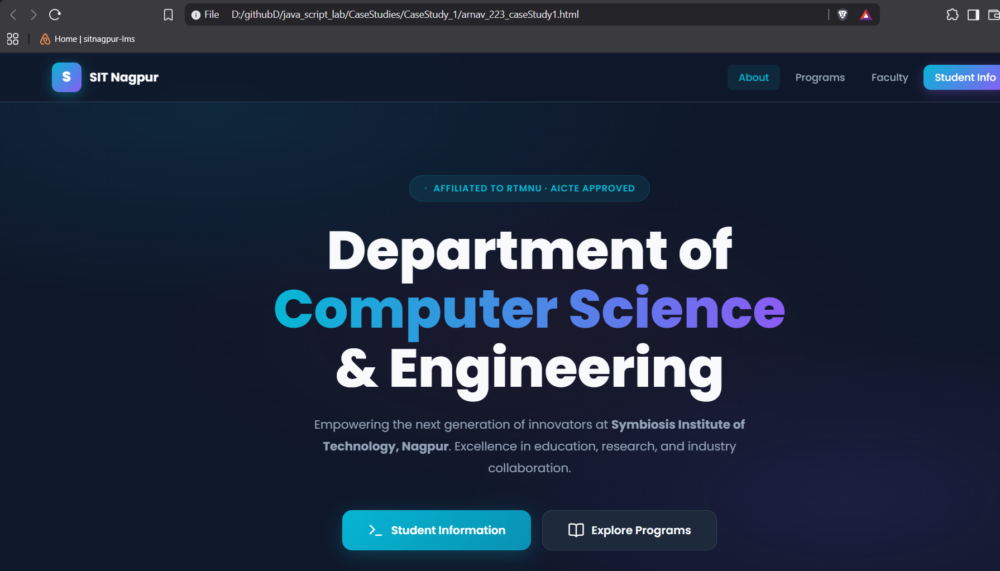 File D:/githubD/java_script_lab/CaseStudies/CaseStudy_1/arnav_223_caseStudy1.html
Home | sitnagpur-lms
S SIT Nagpur About Programs Faculty Student Info
AFFILIATED TO RTMNU · AICTE APPROVED
Department of
Computer Science
& Engineering
Empowering the next generation of innovators at Symbiosis Institute of
Technology, Nagpur. Excellence in education, research, and industry
collaboration.
Student Information Explore Programs